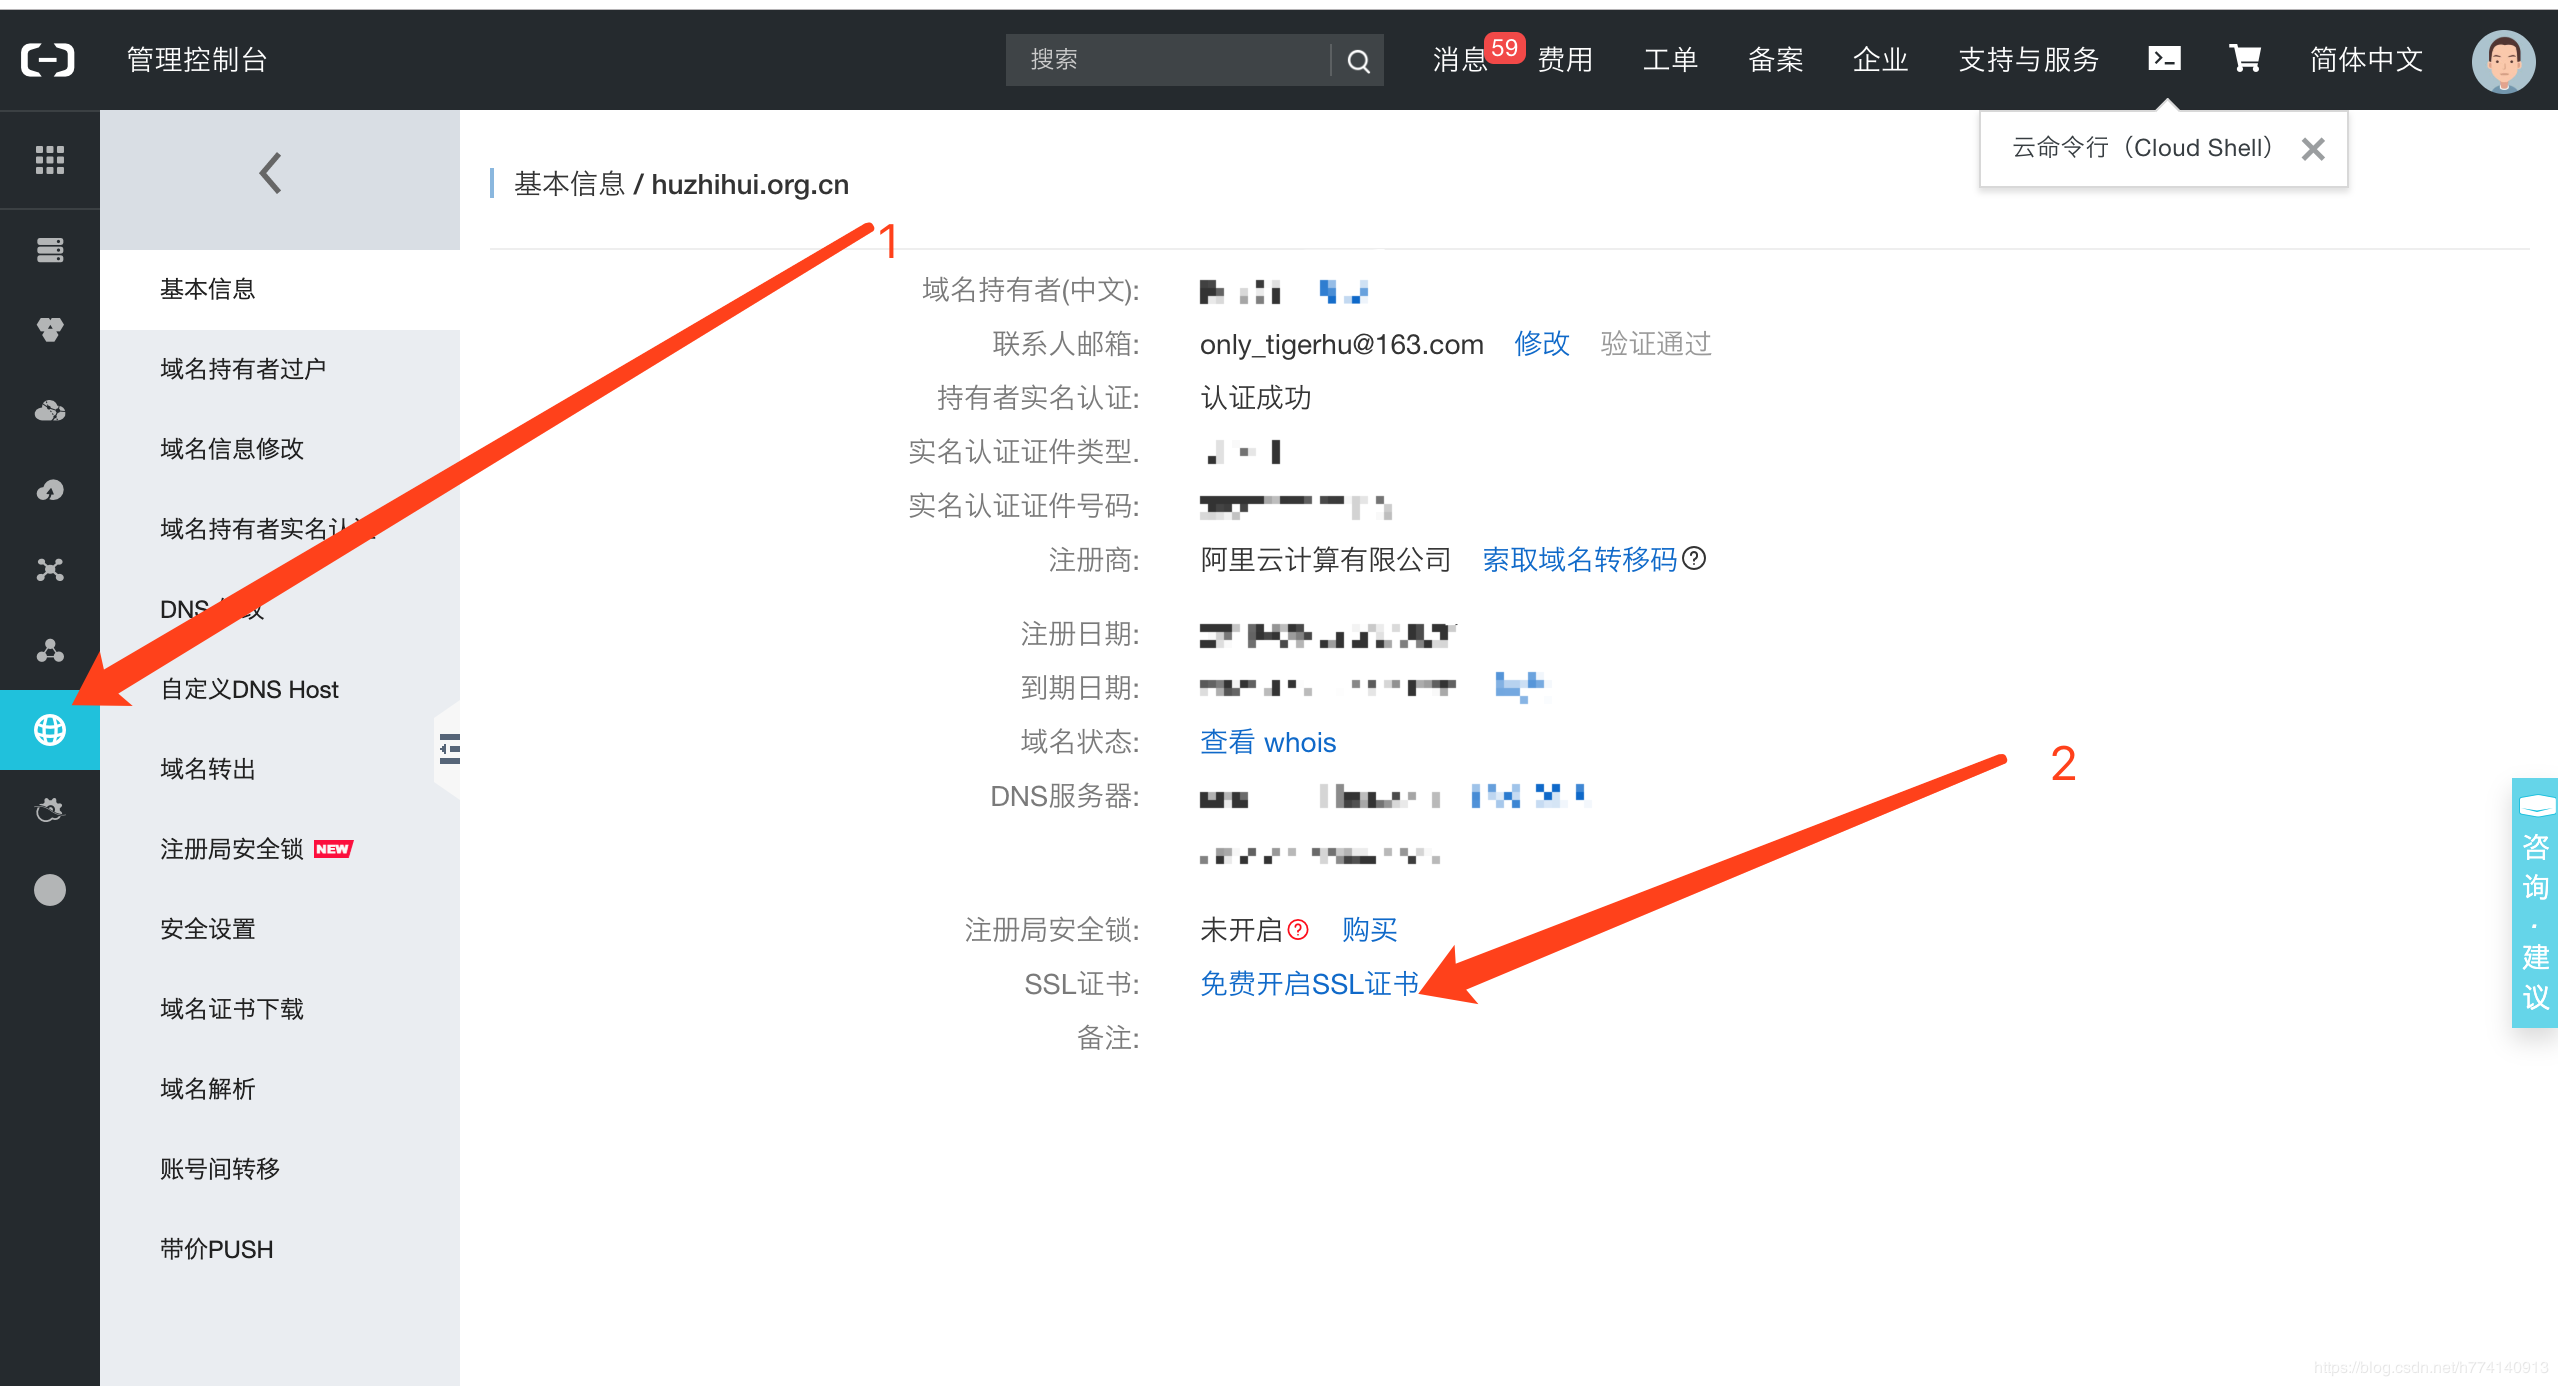 管理控制台 搜索 消息 59 费用 工单 备案 企业 支持与服务 简体中文
云命令行（Cloud Shell）
基本信息 / huzhihui.org.cn
1
基本信息
域名持有者过户
域名信息修改
域名持有者实名认证
DNS
自定义DNS Host
域名转出
注册局安全锁 NEW
安全设置
域名证书下载
域名解析
账号间转移
带价PUSH
域名持有者(中文):
联系人邮箱: only_tigerhu@163.com 修改 验证通过
持有者实名认证: 认证成功
实名认证证件类型.
实名认证证件号码:
注册商: 阿里云计算有限公司 索取域名转移码 ?
注册日期:
到期日期:
域名状态: 查看 whois
2
DNS服务器:
注册局安全锁: 未开启 ? 购买
SSL证书: 免费开启SSL证书
备注:
咨询·建议
https://blog.csdn.net/h774140913